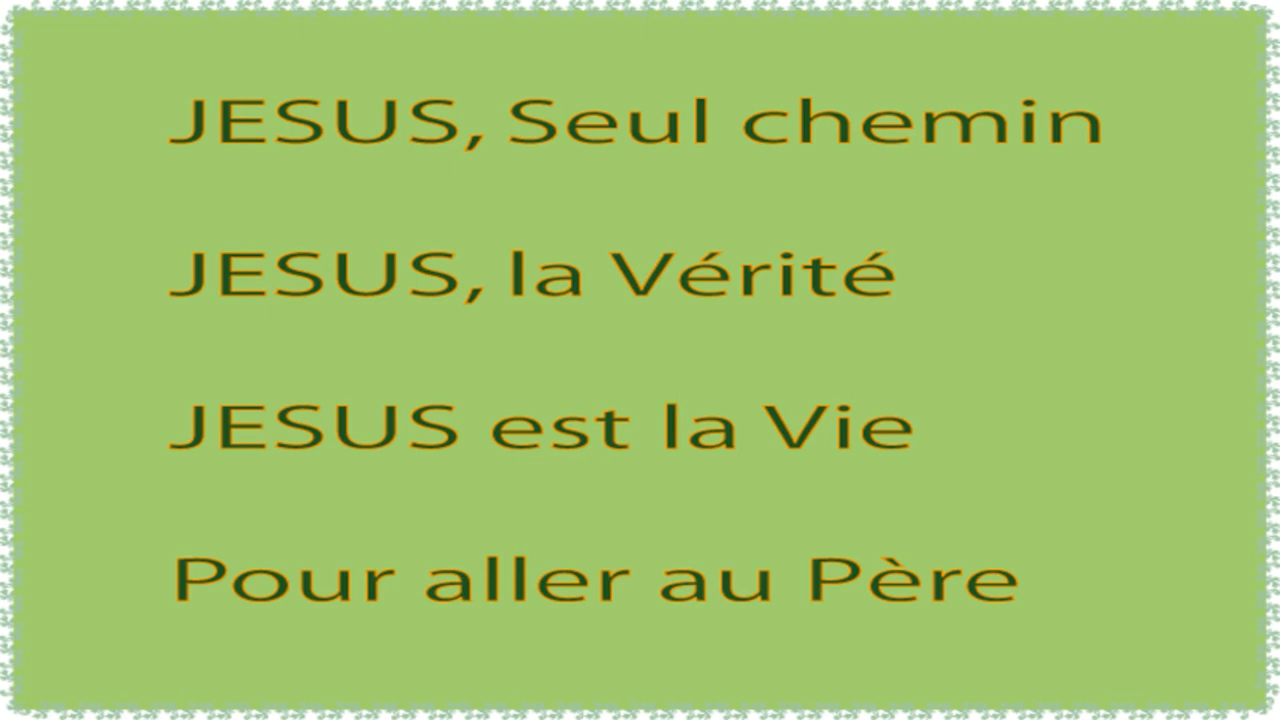 JESUS, Seul chemin
JESUS, la Vérité
JESUS est la Vie
Pour aller au Père